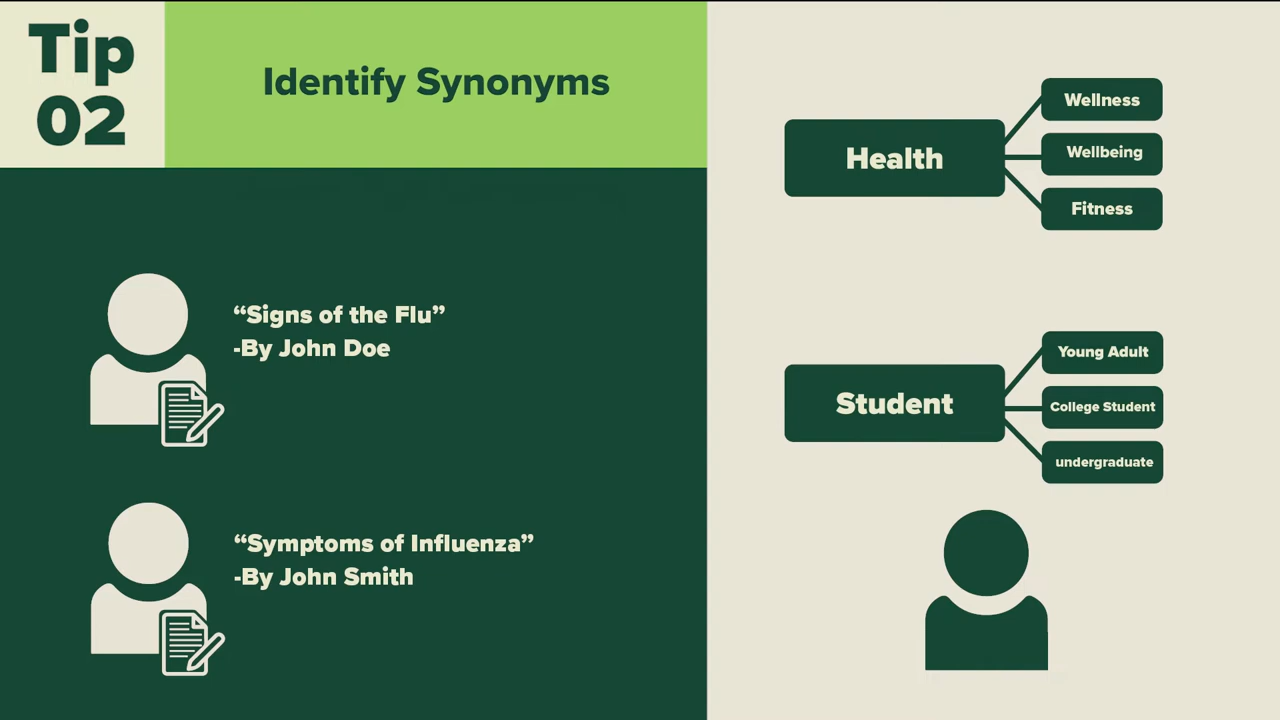 Tip
02
Identify Synonyms
“Signs of the Flu”
-By John Doe
“Symptoms of Influenza”
-By John Smith
Health
Wellness
Wellbeing
Fitness
Student
Young Adult
College Student
undergraduate